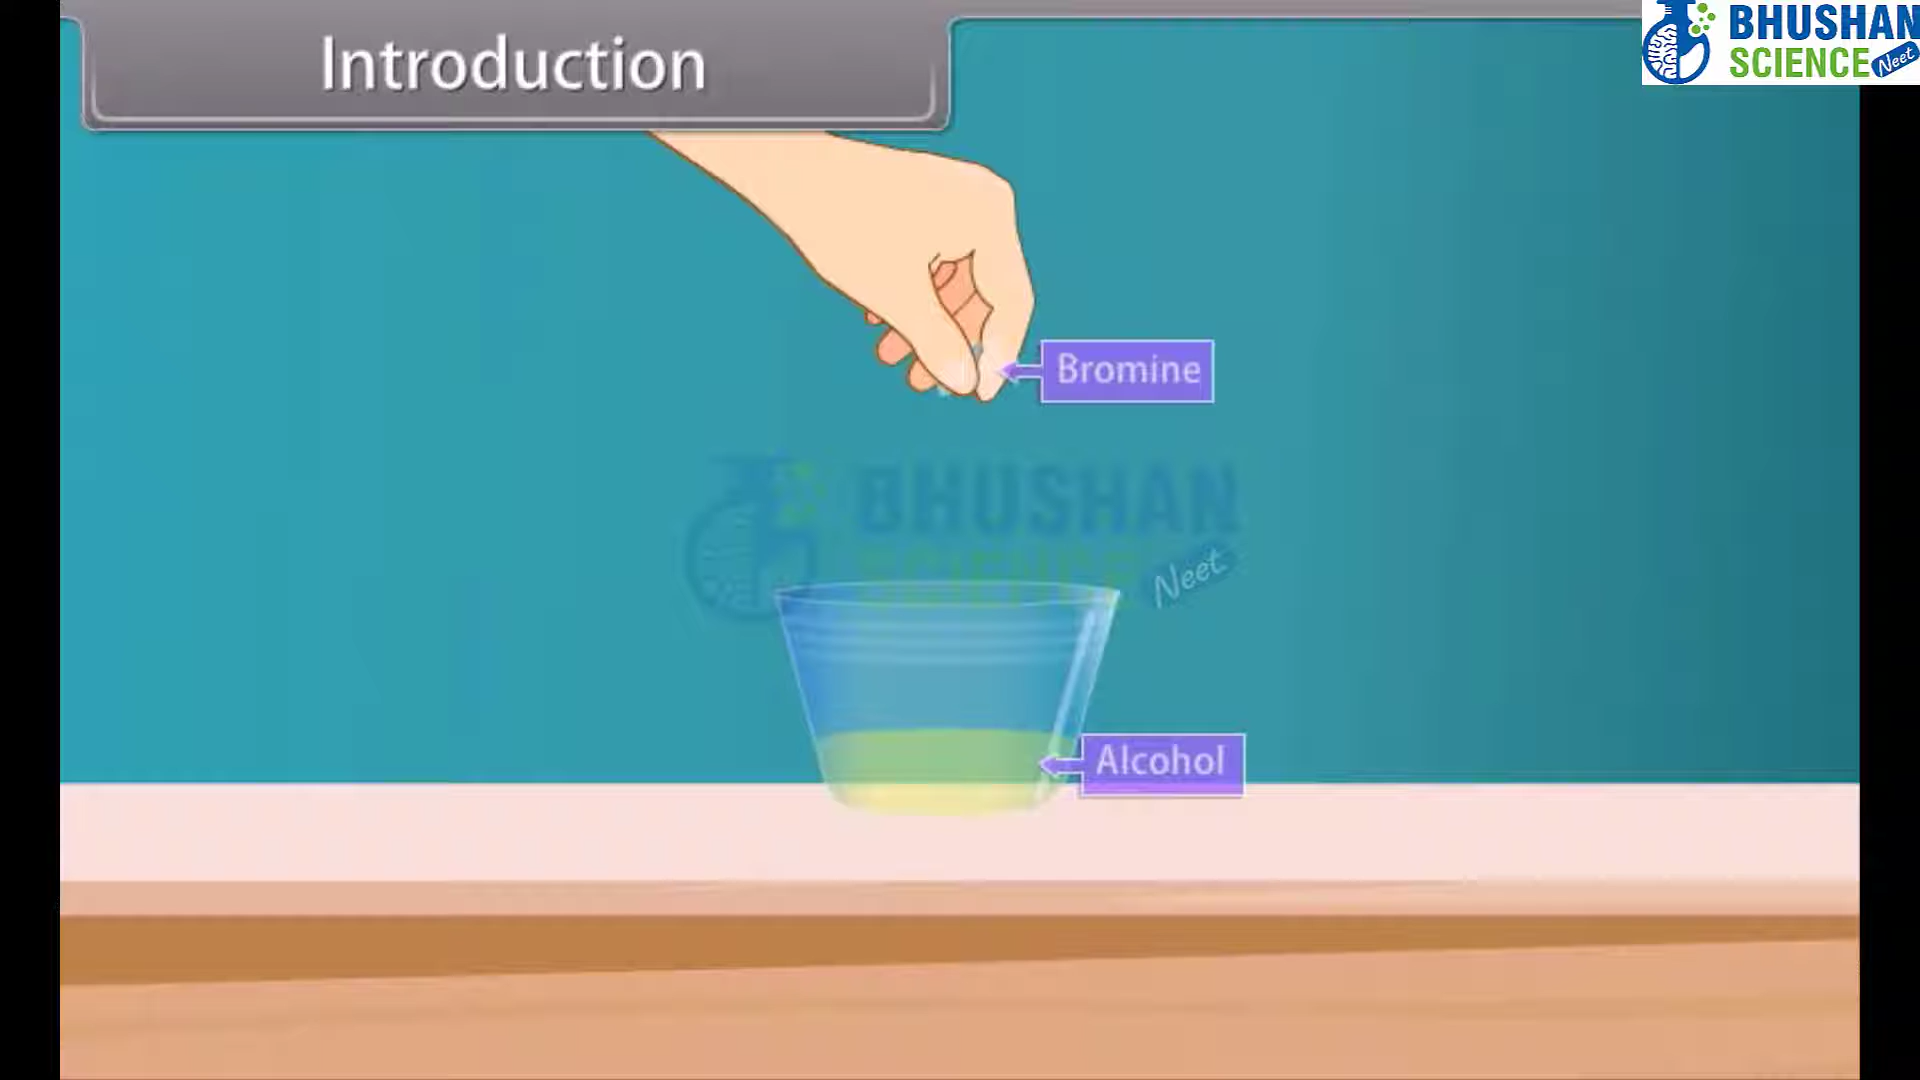 Introduction
BHUSHAN
SCIENCE Neet
Bromine
BHUSHAN
SCIENCE Neet
Alcohol